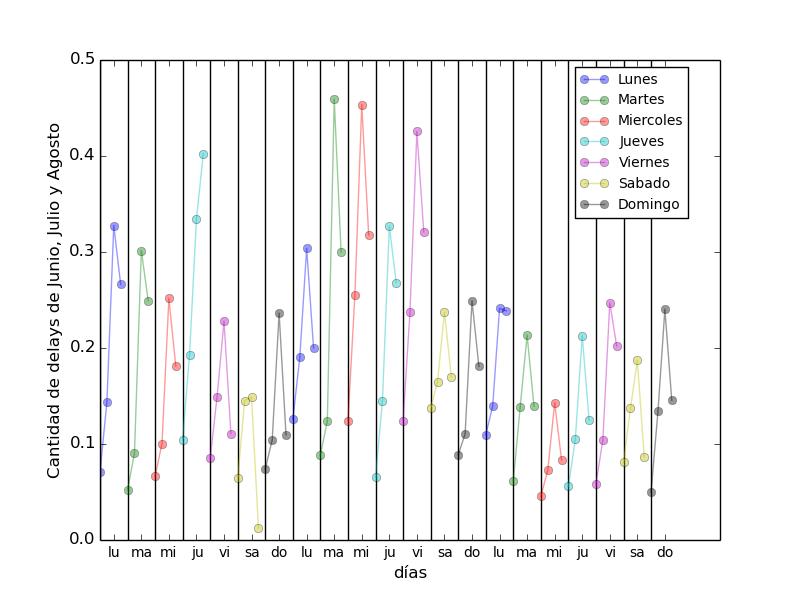 Cantidad de delays de Junio, Julio y Agosto
0.5
0.4
0.3
0.2
0.1
0.0
Lunes
Martes
Miercoles
Jueves
Viernes
Sabado
Domingo
lu ma mi ju vi sa do lu ma mi ju vi sa do lu ma mi ju vi sa do
días